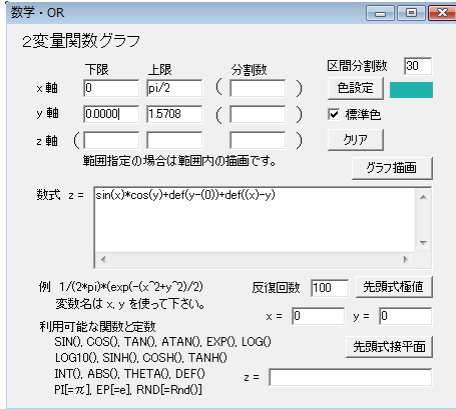 数学・OR
2変量関数グラフ
下限 上限 分割数 区間分割数 30
x 軸 0 pi/2 ( ) 色設定
y 軸 0.0000 1.5708 ( ) 標準色
z 軸 ( ) クリア
範囲指定の場合は範囲内の描画です。
グラフ描画
数式 z = sin(x)*cos(y)+def(y-(0))+def((x)-y)
例 1/(2*pi)*(exp(-(x^2+y^2)/2) 反復回数 100 先頭式極値
変数名は x, y を使って下さい。
x = 0 y = 0
利用可能な関数と定数
SIN(), COS(), TAN(), ATAN(), EXP(), LOG() 先頭式接平面
LOG10(), SINH(), COSH(), TANH()
INT(), ABS(), THETA(), DEF() z =
PI[=π], EP[=e], RND[=Rnd()]